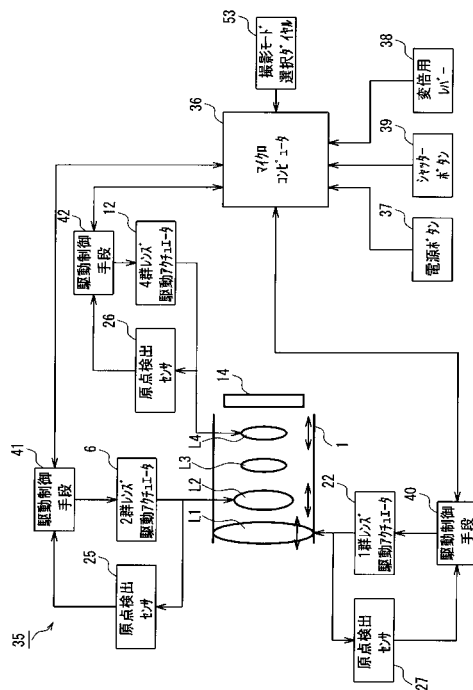 35
41
駆動制御
手段
42
駆動制御
手段
36
マイクロ
コンピュータ
53
撮影モード
選択ダイヤル
25
原点検出
センサ
6
2群レンズ
駆動アクチュエータ
26
原点検出
センサ
12
4群レンズ
駆動アクチュエータ
L1
L2
L3
L4
14
1
27
原点検出
センサ
22
1群レンズ
駆動アクチュエータ
40
駆動制御
手段
37
電源ボタン
39
シャッター
ボタン
38
変倍用
レバー